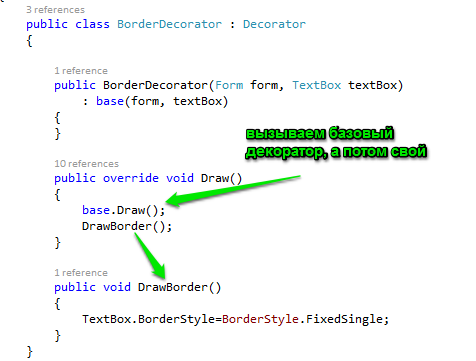 3 references
public class BorderDecorator : Decorator
{
1 reference
public BorderDecorator(Form form, TextBox textBox)
: base(form, textBox)
{
}
вызываем базовый
декоратор, а потом свой
10 references
public override void Draw()
{
base.Draw();
DrawBorder();
}
1 reference
public void DrawBorder()
{
TextBox.BorderStyle=BorderStyle.FixedSingle;
}
}